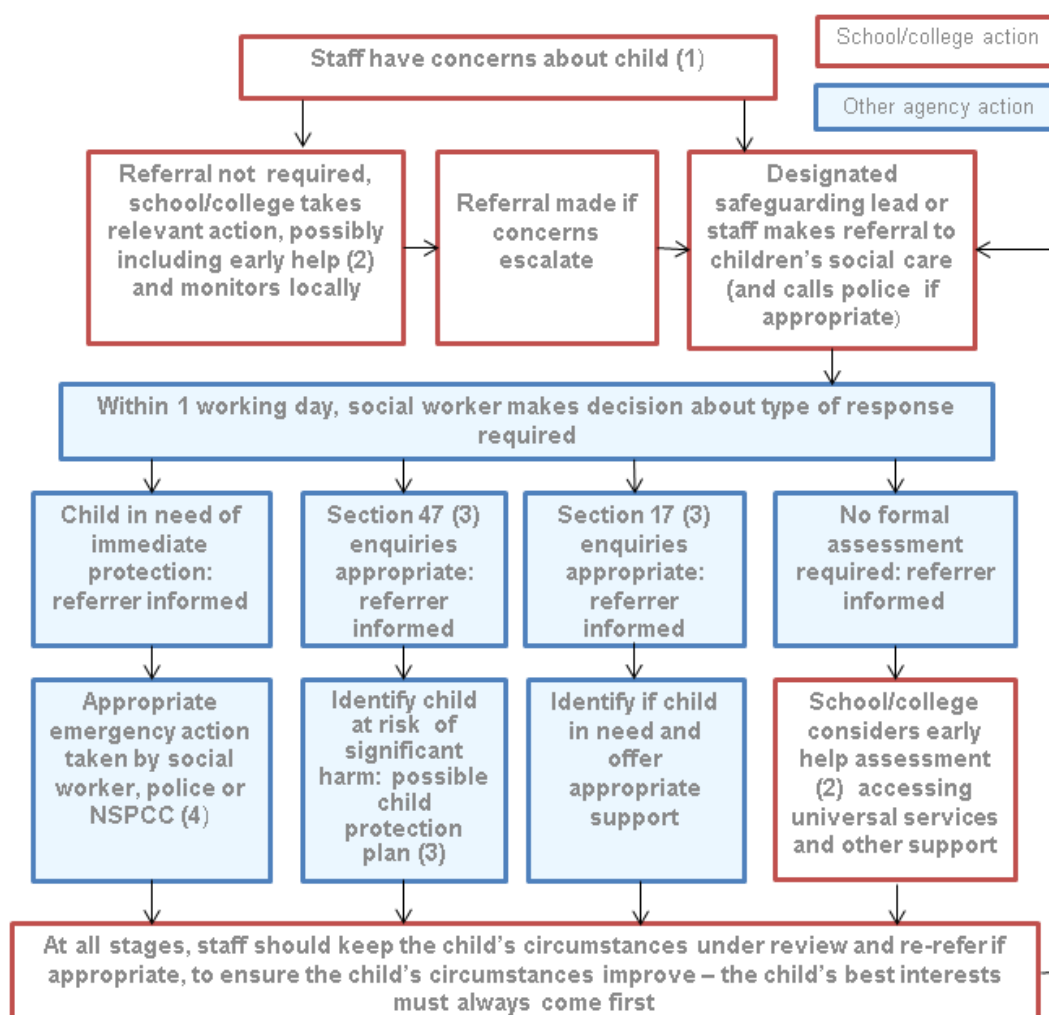 School/college action
Other agency action
Staff have concerns about child (1)
Referral not required,
school/college takes
relevant action, possibly
including early help (2)
and monitors locally
Referral made if
concerns
escalate
Designated
safeguarding lead or
staff makes referral to
children's social care
(and calls police if
appropriate)
Within 1 working day, social worker makes decision about type of response
required
Child in need of
immediate
protection:
referrer informed
Section 47 (3)
enquiries
appropriate:
referrer
informed
Section 17 (3)
enquiries
appropriate:
referrer
informed
No formal
assessment
required: referrer
informed
Appropriate
emergency action
taken by social
worker, police or
NSPCC (4)
Identify child
at risk of
significant
harm: possible
child
protection
plan (3)
Identify if child
in need and
offer
appropriate
support
School/college
considers early
help assessment
(2) accessing
universal services
and other support
At all stages, staff should keep the child's circumstances under review and re-refer if
appropriate, to ensure the child's circumstances improve – the child's best interests
must always come first